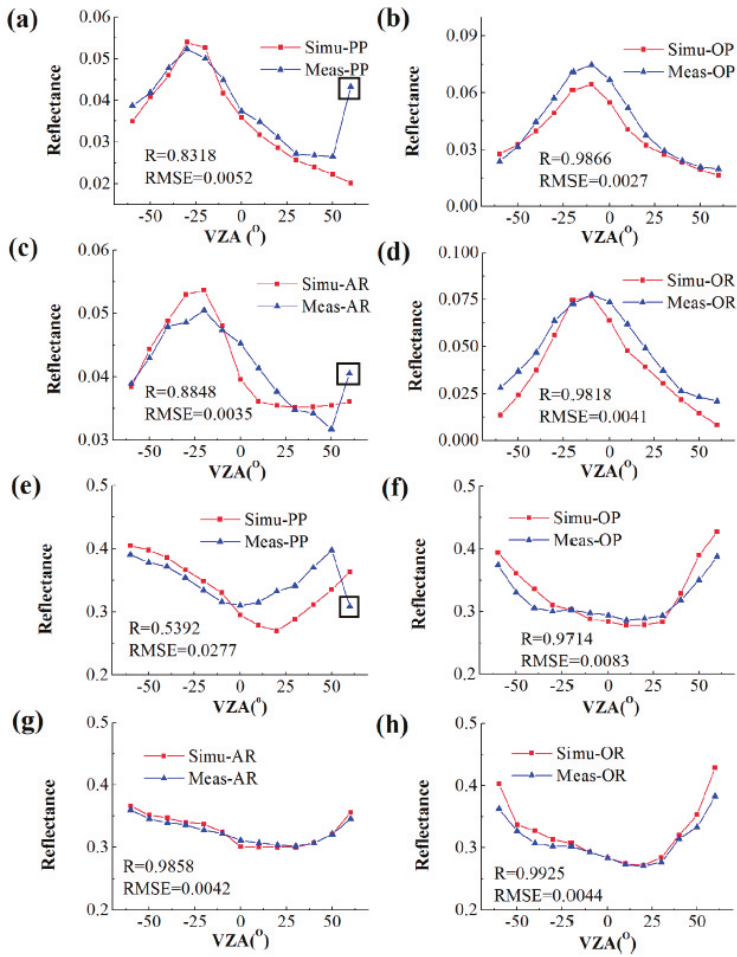 (a)
Simu-PP
Meas-PP
Reflectance
0.06
0.05
0.04
0.03
0.02
R=0.8318
RMSE=0.0052
-50 -25 0 25 50
VZA (O)
(b)
Simu-OP
Meas-OP
Reflectance
0.09
0.06
0.03
0.00
R=0.9866
RMSE=0.0027
-50 -25 0 25 50
VZA(O)
(c)
Simu-AR
Meas-AR
Reflectance
0.06
0.05
0.04
0.03
R=0.8848
RMSE=0.0035
-50 -25 0 25 50
VZA(O)
(d)
Simu-OR
Meas-OR
Reflectance
0.100
0.075
0.050
0.025
0.000
R=0.9818
RMSE=0.0041
-50 -25 0 25 50
VZA(O)
(e)
Simu-PP
Meas-PP
Reflectance
0.5
0.4
0.3
0.2
R=0.5392
RMSE=0.0277
-50 -25 0 25 50
VZA(°)
(f)
Simu-OP
Meas-OP
Reflectance
0.5
0.4
0.3
0.2
R=0.9714
RMSE=0.0083
-50 -25 0 25 50
VZA(O)
(g)
Simu-AR
Meas-AR
Reflectance
0.5
0.4
0.3
0.2
R=0.9858
RMSE=0.0042
-50 -25 0 25 50
VZA(O)
(h)
Simu-OR
Meas-OR
Reflectance
0.5
0.4
0.3
0.2
R=0.9925
RMSE=0.0044
-50 -25 0 25 50
VZA(O)